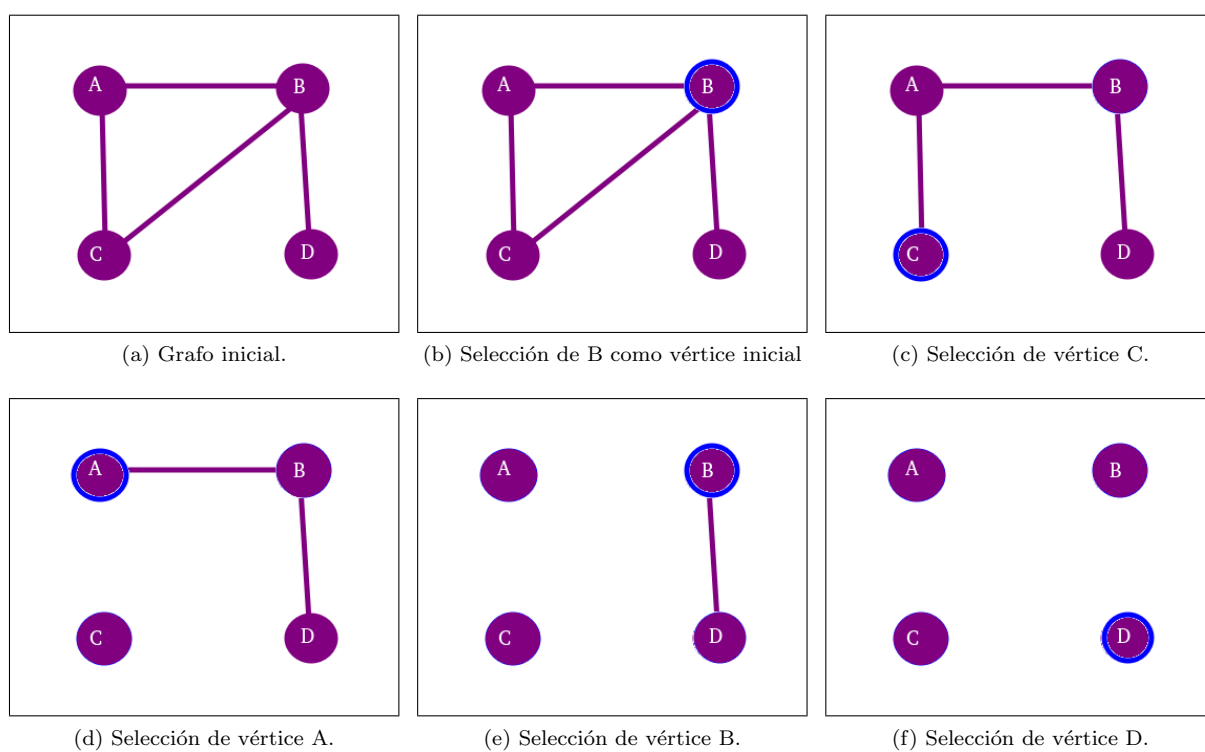 A B
C D
A B
C D
A B
C D
(a) Grafo inicial.
(b) Selección de B como vértice inicial
(c) Selección de vértice C.
A B
C D
A B
C D
A B
C D
(d) Selección de vértice A.
(e) Selección de vértice B.
(f) Selección de vértice D.